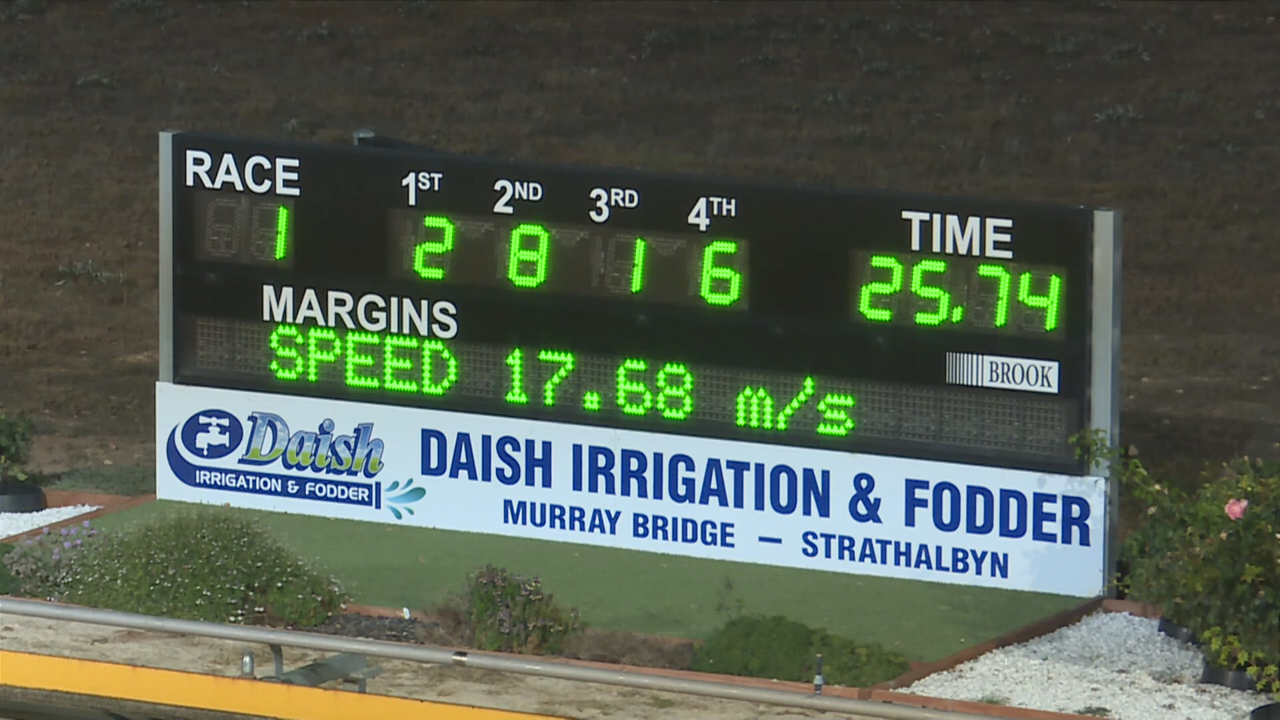 RACE 1ST 2ND 3RD 4TH TIME
1 2 8 1 6 25.74
MARGINS
SPEED 17.68 m/s
BROOK
Daish
IRRIGATION & FODDER
DAISH IRRIGATION & FODDER
MURRAY BRIDGE – STRATHALBYN